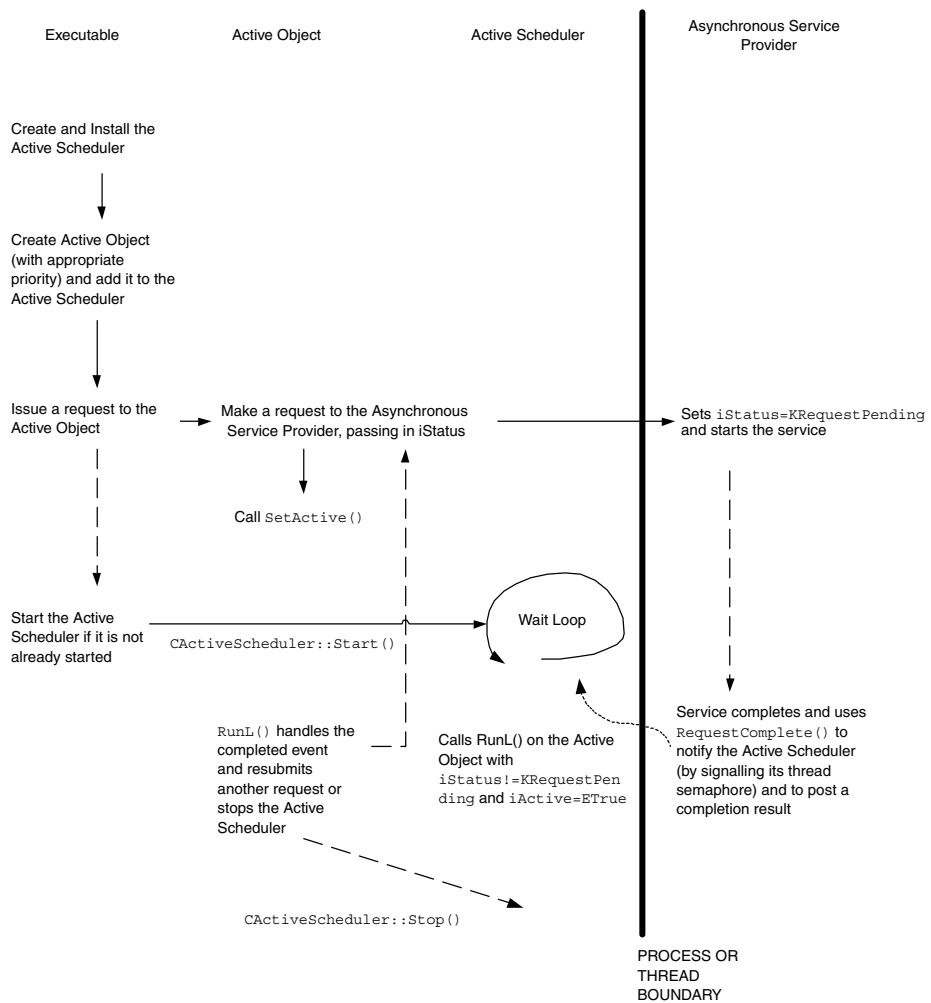 Executable
Active Object
Active Scheduler
Asynchronous Service
Provider
Create and Install the
Active Scheduler
Create Active Object
(with appropriate
priority) and add it to the
Active Scheduler
Issue a request to the
Active Object
Make a request to the Asynchronous
Service Provider, passing in iStatus
Sets iStatus=KRequestPending
and starts the service
Call SetActive()
Start the Active
Scheduler if it is not
already started
CActiveScheduler::Start()
Wait Loop
RunL() handles the
completed event
and resubmits
another request or
stops the Active
Scheduler
Calls RunL() on the Active
Object with
iStatus!=KRequestPen
ding and iActive=ETrue
Service completes and uses
RequestComplete() to
notify the Active Scheduler
(by signalling its thread
semaphore) and to post a
completion result
CActiveScheduler::Stop()
PROCESS OR
THREAD
BOUNDARY